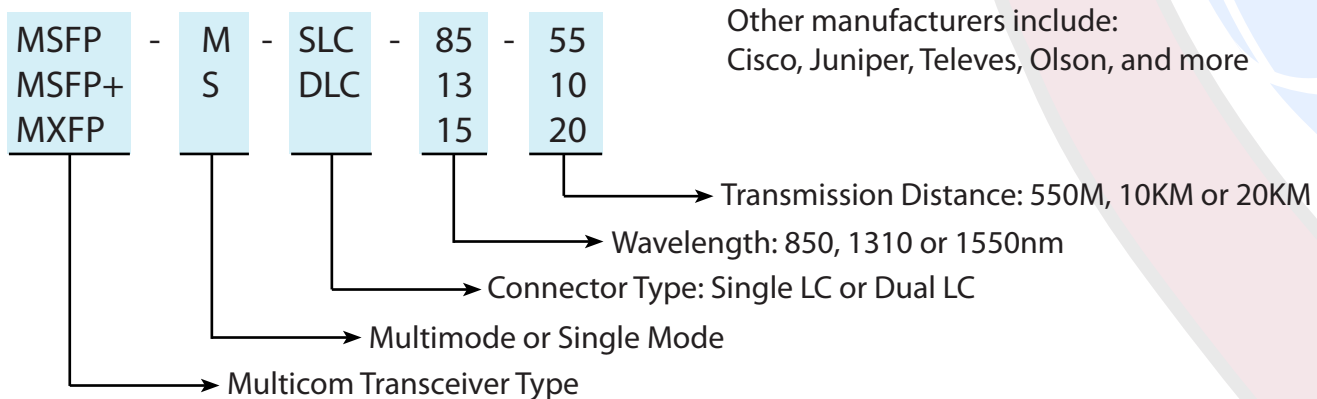 MSFP - M - SLC - 85 - 55
MSFP+ S DLC 13 10
MXFP 15 20
Other manufacturers include:
Cisco, Juniper, Televes, Olson, and more
Transmission Distance: 550M, 10KM or 20KM
Wavelength: 850, 1310 or 1550nm
Connector Type: Single LC or Dual LC
Multimode or Single Mode
Multicom Transceiver Type